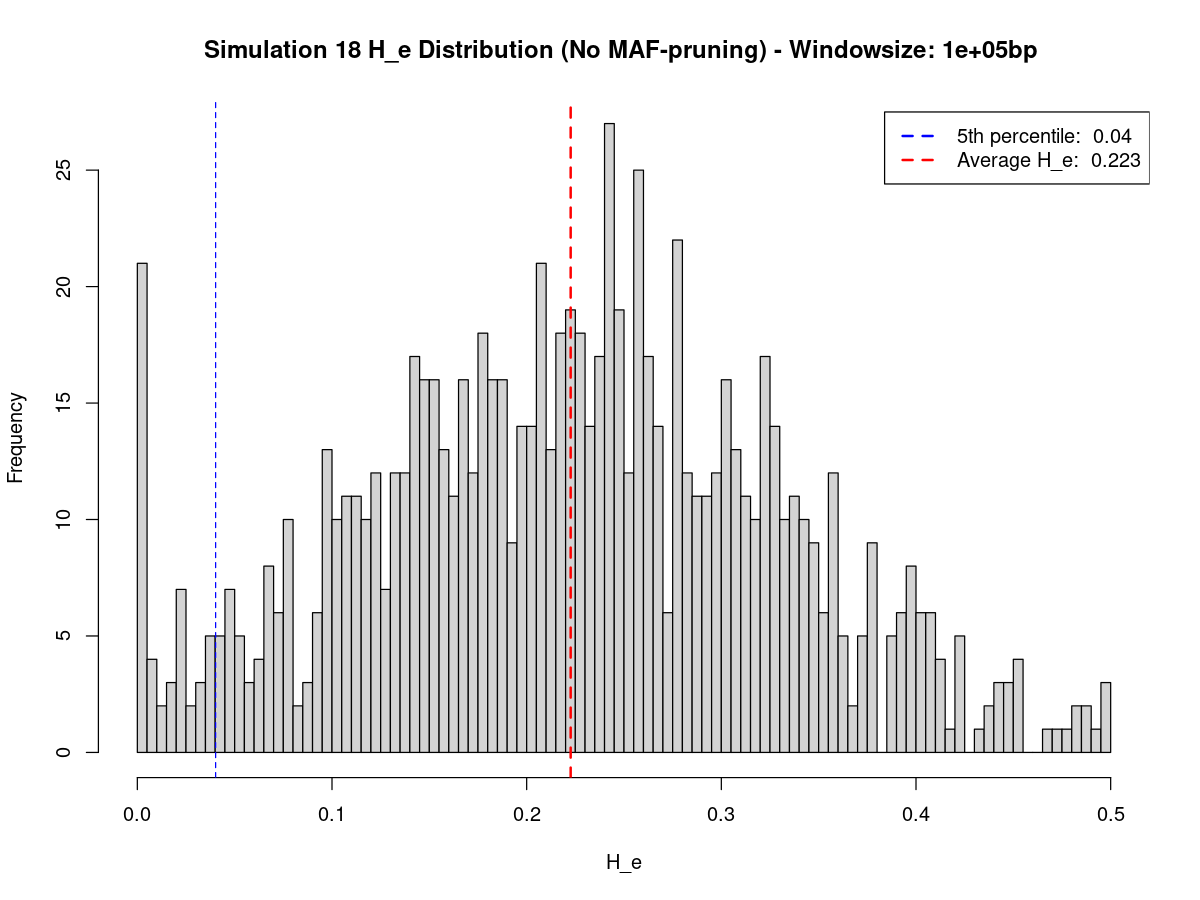 Simulation 18 H_e Distribution (No MAF-pruning) - Windowsize: 1e+05bp
5th percentile:  0.04
Average H_e:  0.223
Frequency
25
20
15
10
5
0
0.0 0.1 0.2 0.3 0.4 0.5
H_e